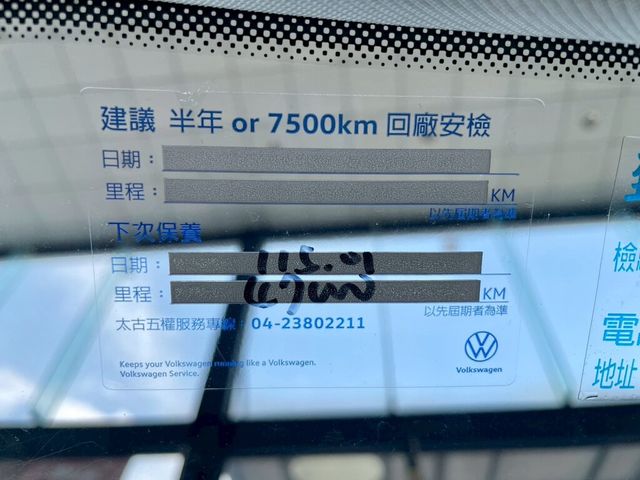 建議 半年 or 7500km 回廠安檢
日期：
里程： KM
以先屆期者為準
下次保養
日期： 115.01
里程： KM
以先屆期者為準
太古五權服務專線：04-23802211
Keeps your Volkswagen running like a Volkswagen.
Volkswagen Service.
Volkswagen
檢
電
地址